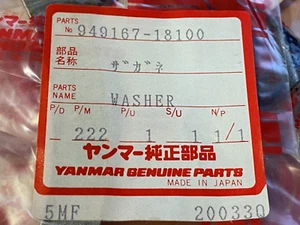 PARTS
No 949167-18100
部品
名称 ザガネ
PARTS
NAME WASHER
P/D P/M P/U S/U N/P
222 1 1 1/1
ヤンマー純正部品
YANMAR GENUINE PARTS
MADE IN JAPAN
5MF 200330